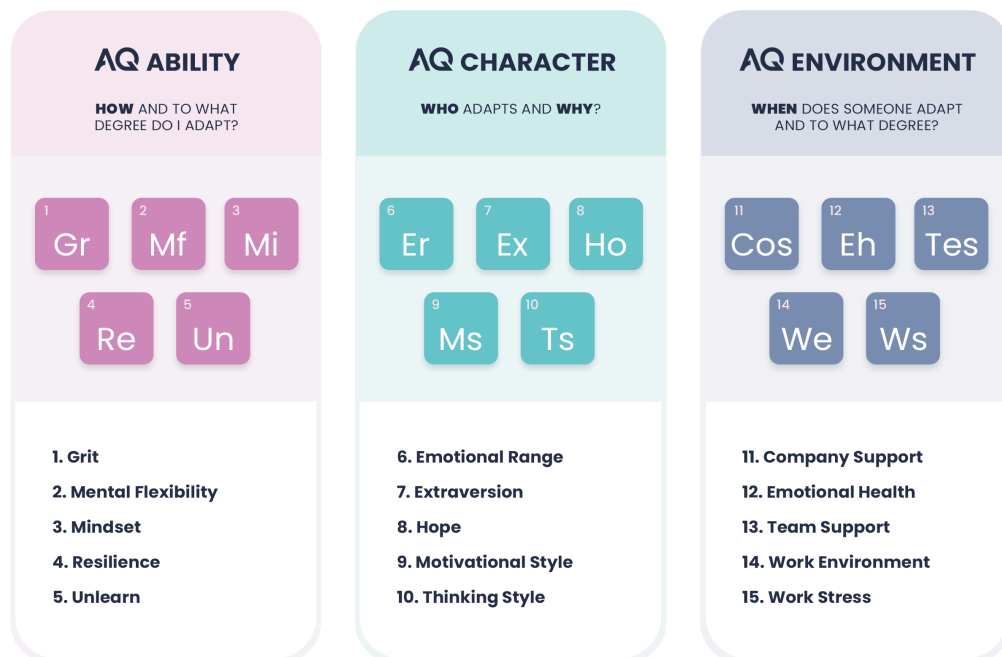 AQ ABILITY
HOW AND TO WHAT
DEGREE DO I ADAPT?
1
Gr
2
Mf
3
Mi
4
Re
5
Un
1. Grit
2. Mental Flexibility
3. Mindset
4. Resilience
5. Unlearn
AQ CHARACTER
WHO ADAPTS AND WHY?
6
Er
7
Ex
8
Ho
9
Ms
10
Ts
6. Emotional Range
7. Extraversion
8. Hope
9. Motivational Style
10. Thinking Style
AQ ENVIRONMENT
WHEN DOES SOMEONE ADAPT
AND TO WHAT DEGREE?
11
Cos
12
Eh
13
Tes
14
We
15
Ws
11. Company Support
12. Emotional Health
13. Team Support
14. Work Environment
15. Work Stress